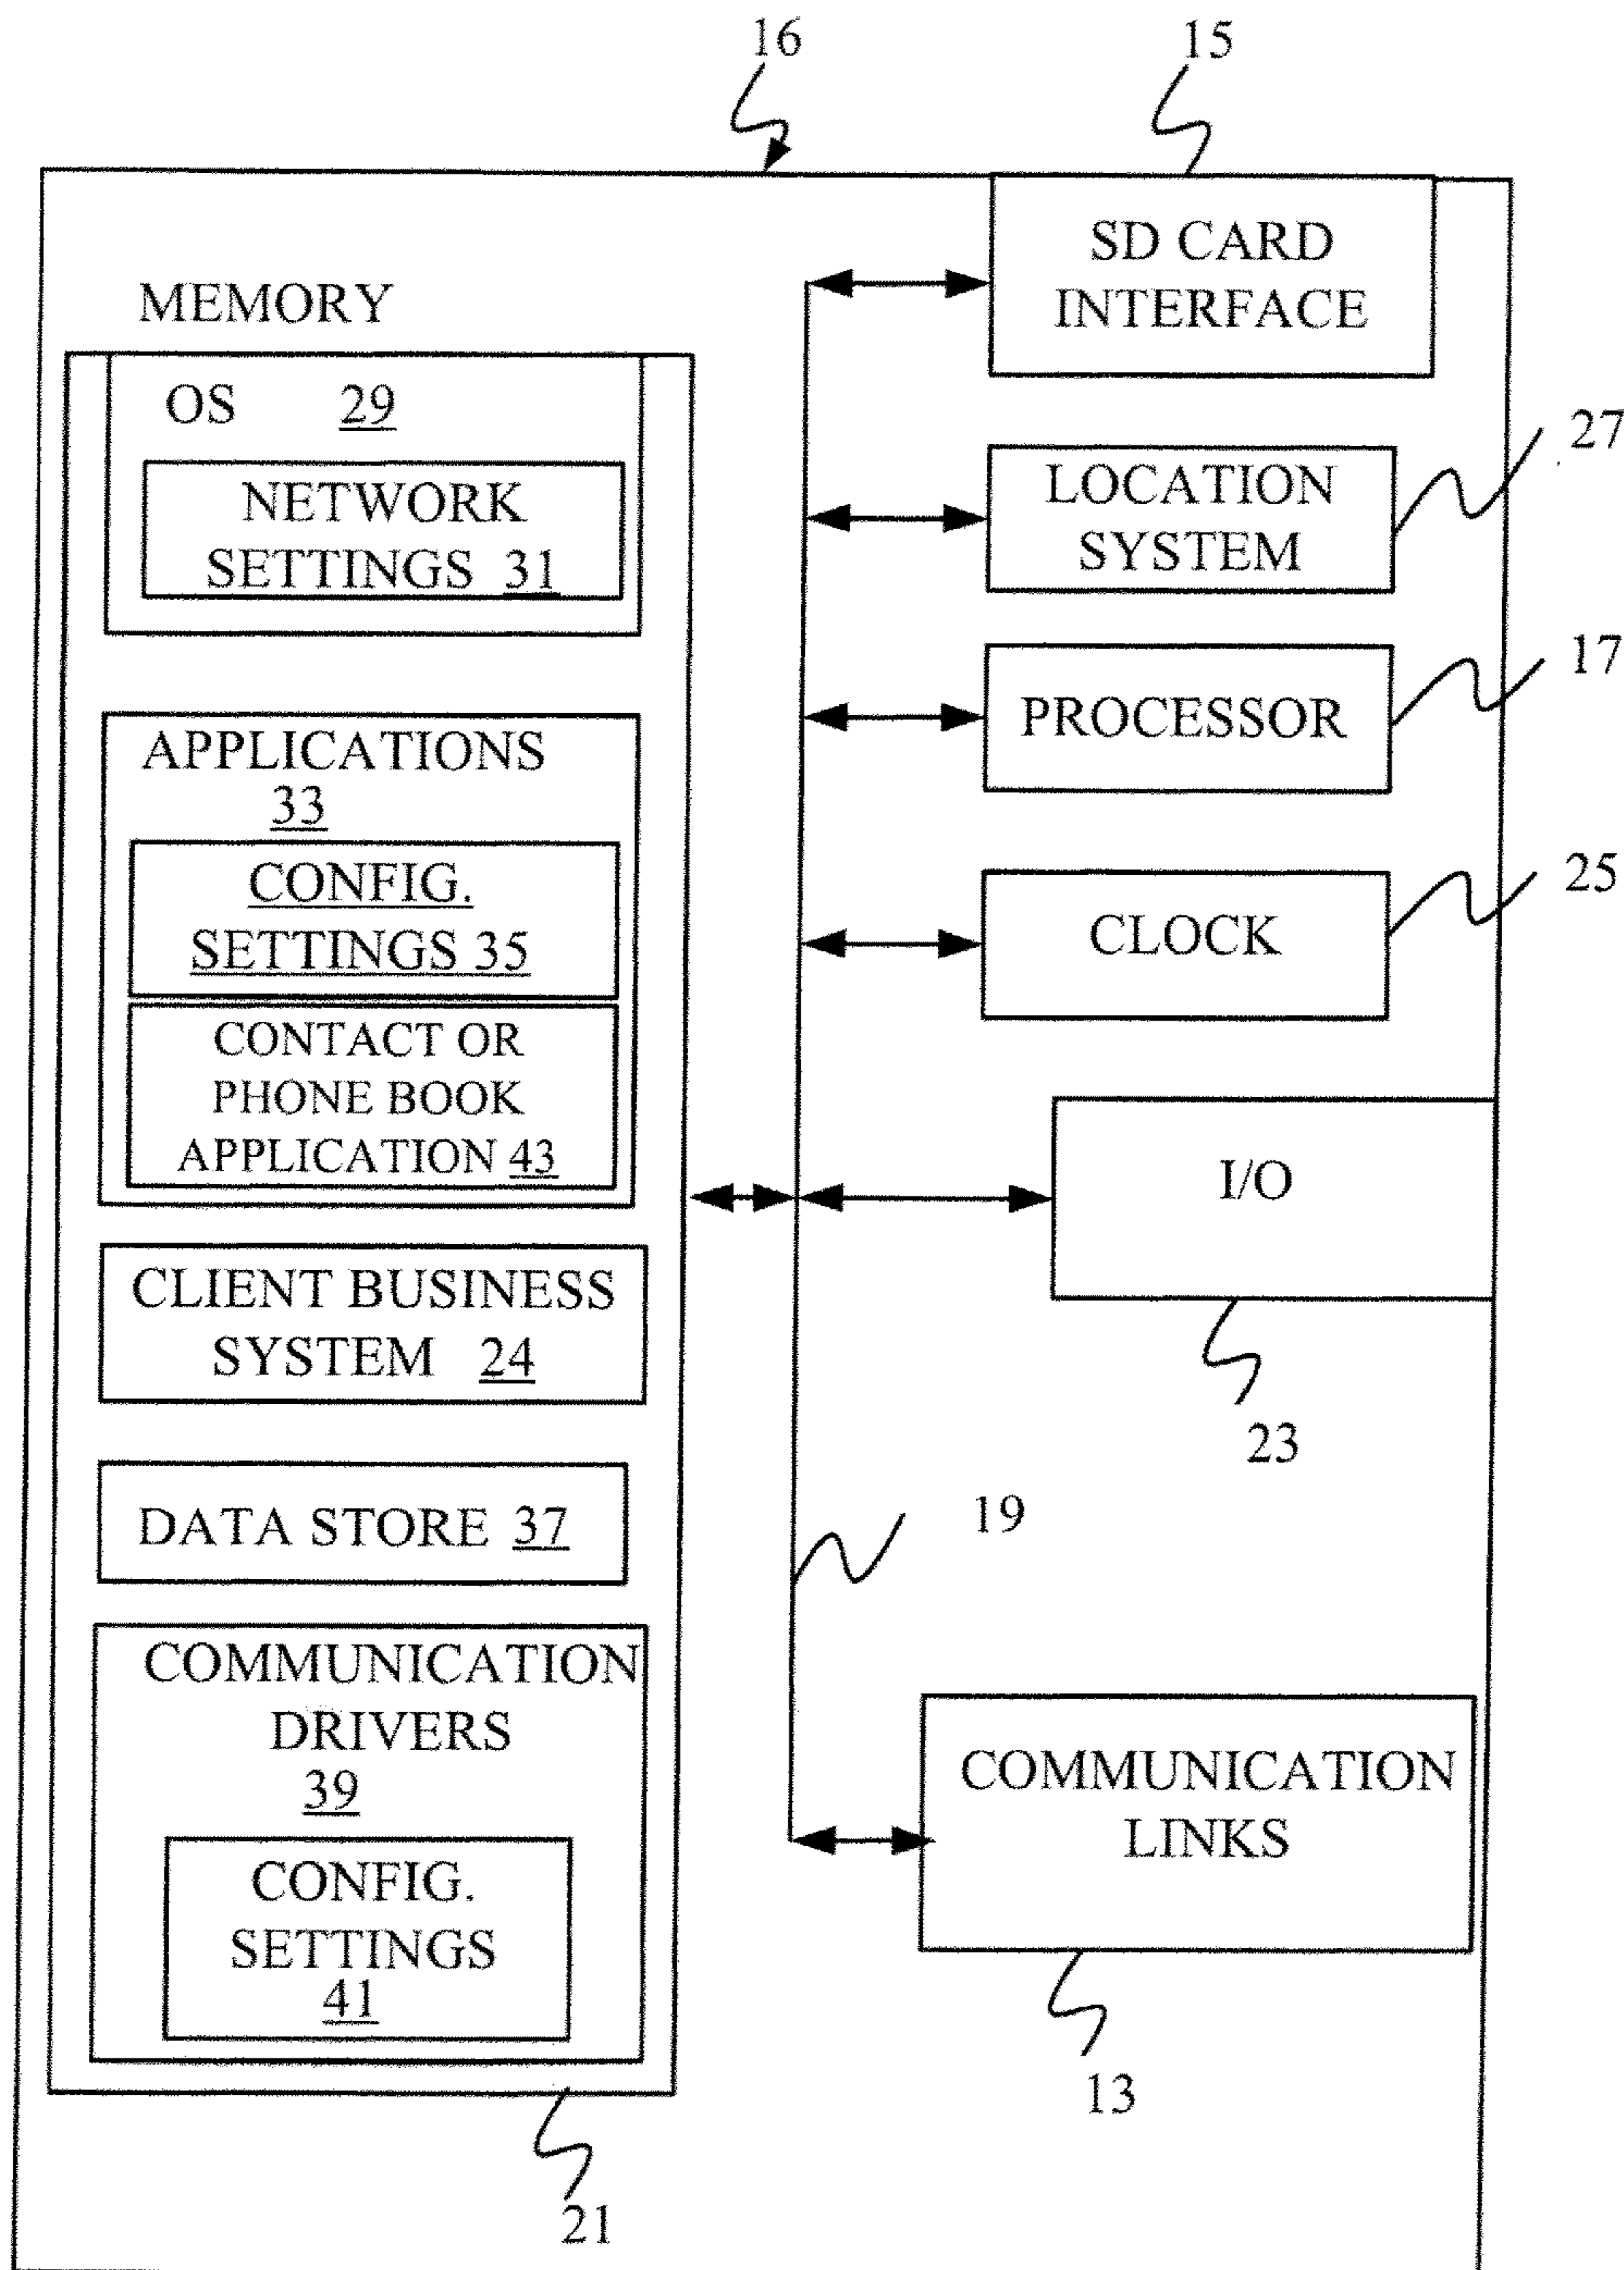 16
15
SD CARD
INTERFACE
MEMORY
OS 29
NETWORK
SETTINGS 31
27
LOCATION
SYSTEM
17
PROCESSOR
APPLICATIONS
33
CONFIG.
SETTINGS 35
25
CLOCK
CONTACT OR
PHONE BOOK
APPLICATION 43
I/O
23
CLIENT BUSINESS
SYSTEM 24
DATA STORE 37
19
COMMUNICATION
DRIVERS
39
CONFIG.
SETTINGS
41
COMMUNICATION
LINKS
13
21